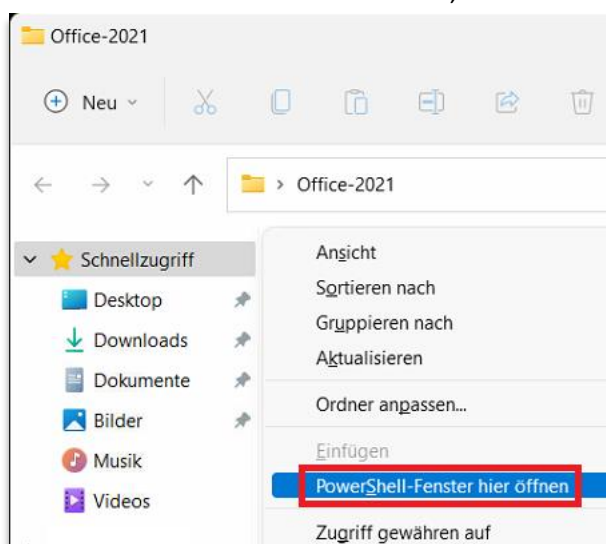 Office-2021
Neu
Office-2021
Schnellzugriff
Desktop
Downloads
Dokumente
Bilder
Musik
Videos
Ansicht
Sortieren nach
Gruppieren nach
Aktualisieren
Ordner anpassen...
Einfügen
PowerShell-Fenster hier öffnen
Zugriff gewähren auf